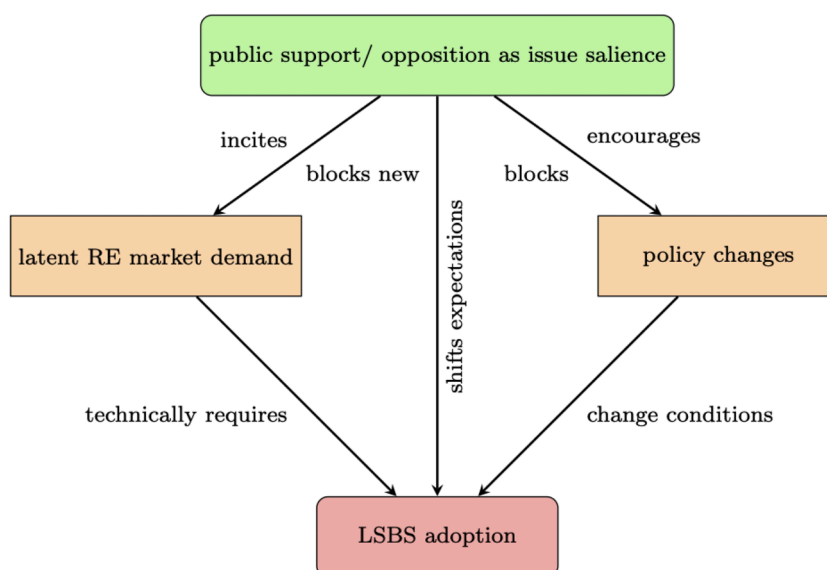 public support/ opposition as issue salience
incites
encourages
blocks new
blocks
shifts expectations
latent RE market demand
policy changes
technically requires
change conditions
LSBS adoption